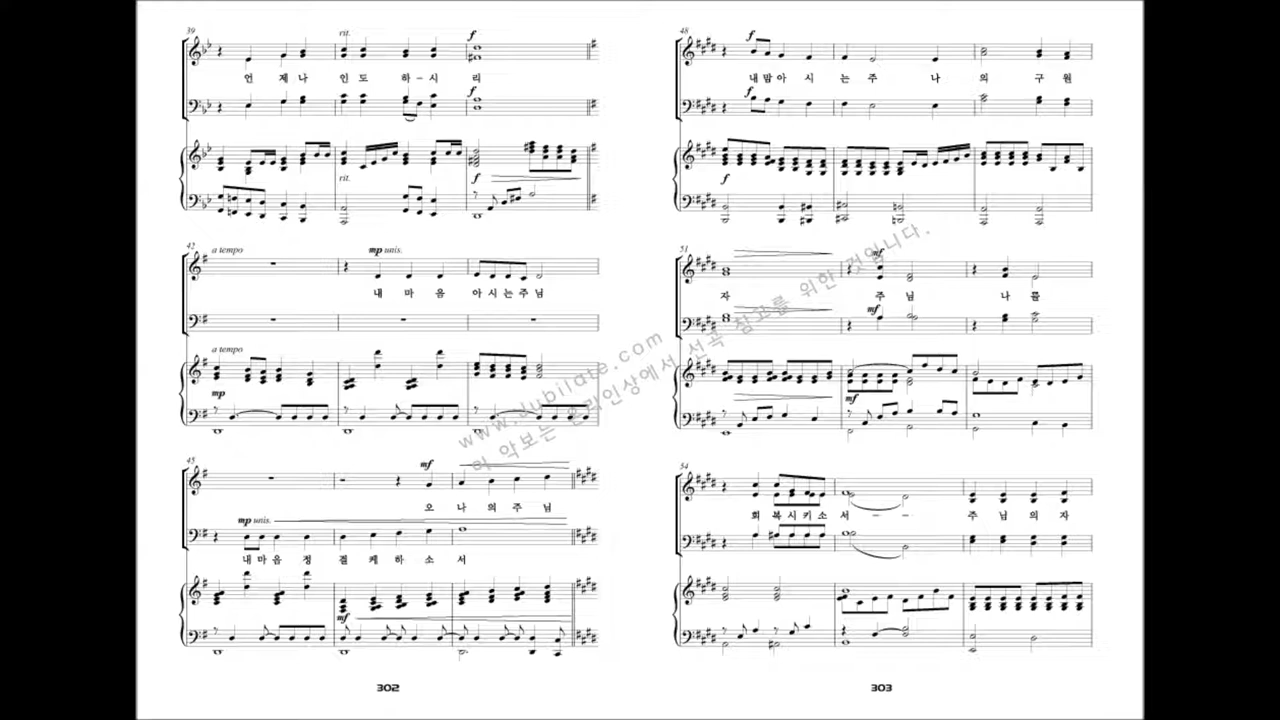 39
rit.
f
언 제 나 인 도 하 - 시 리
f
rit.
f
42
a tempo
mp unis.
내 마 음 아 시 는 주 님
a tempo
mp
45
mf
오 나 의 주 님
mp unis.
내 마 음 정 결 케 하 소 서
mf
302
48
f
내 맘 아 시 는 주 나 의 구 원
f
f
51
mf
자 주 님 나 를
mf
mf
54
회 복 시 키 소 서 - - 주 님 의 자
303
www.Jubilate.com
이 악보는 온라인상에서 선곡 참고를 위한 것입니다.